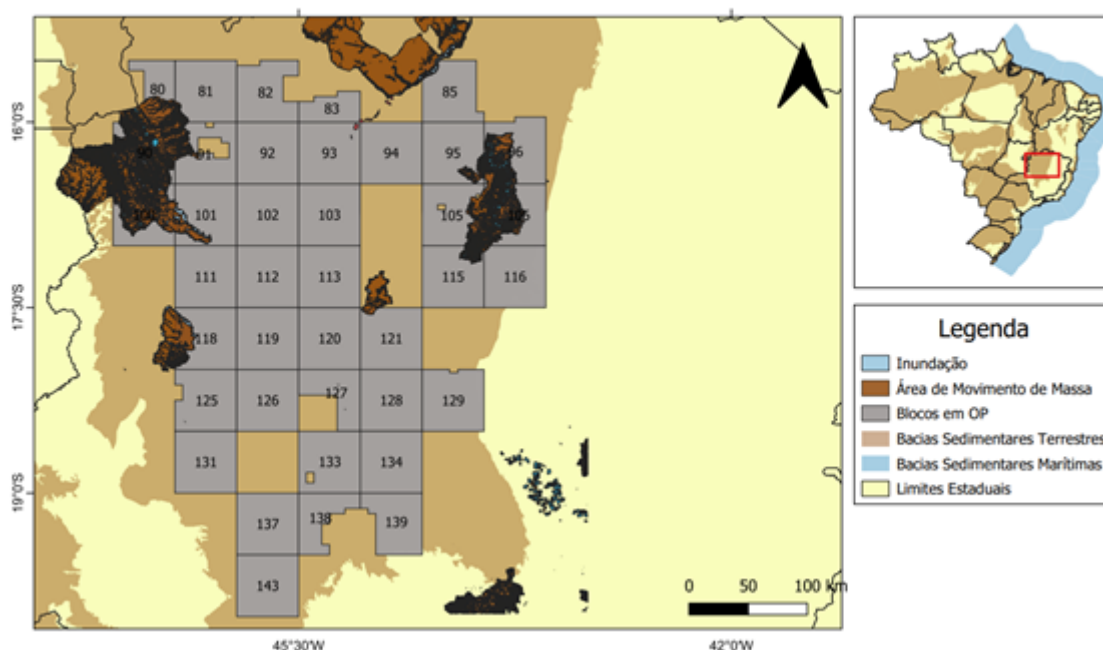 80 81 82 83 85
16°0'S
90 91 92 93 94 95 96
101 102 103 105
111 112 113 115 116
17°30'S
118 119 120 121
125 126 127 128 129
131 133 134
19°0'S
137 138 139
143
0 50 100 km
45°30'W 42°0'W
Legenda
Inundação
Área de Movimento de Massa
Blocos em OP
Bacias Sedimentares Terrestres
Bacias Sedimentares Marítimas
Limites Estaduais